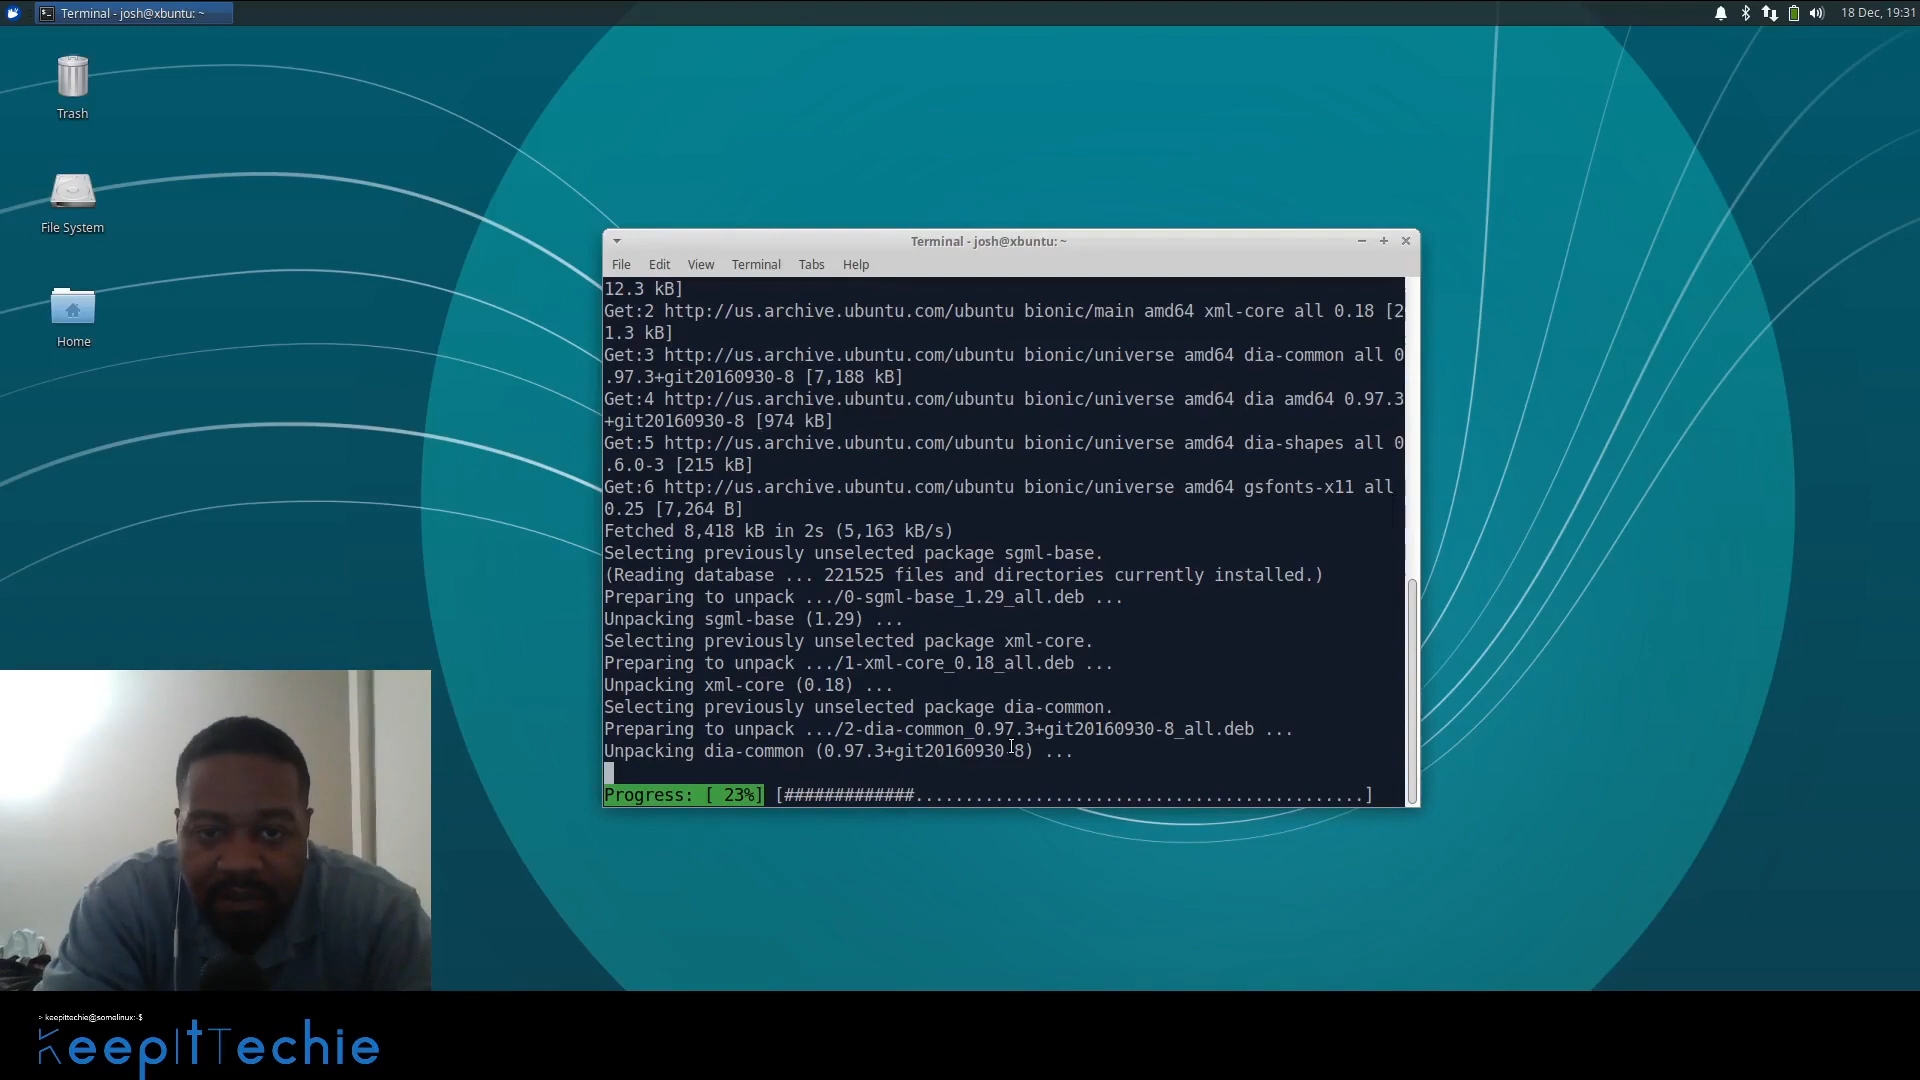 Terminal - josh@xbuntu: ~
18 Dec, 19:31
Trash
File System
Home
Terminal - josh@xbuntu: ~
File Edit View Terminal Tabs Help
12.3 kB]
Get:2 http://us.archive.ubuntu.com/ubuntu bionic/main amd64 xml-core all 0.18 [2
1.3 kB]
Get:3 http://us.archive.ubuntu.com/ubuntu bionic/universe amd64 dia-common all 0
.97.3+git20160930-8 [7,188 kB]
Get:4 http://us.archive.ubuntu.com/ubuntu bionic/universe amd64 dia amd64 0.97.3
+git20160930-8 [974 kB]
Get:5 http://us.archive.ubuntu.com/ubuntu bionic/universe amd64 dia-shapes all 0
.6.0-3 [215 kB]
Get:6 http://us.archive.ubuntu.com/ubuntu bionic/universe amd64 gsfonts-x11 all
0.25 [7,264 B]
Fetched 8,418 kB in 2s (5,163 kB/s)
Selecting previously unselected package sgml-base.
(Reading database ... 221525 files and directories currently installed.)
Preparing to unpack .../0-sgml-base_1.29_all.deb ...
Unpacking sgml-base (1.29) ...
Selecting previously unselected package xml-core.
Preparing to unpack .../1-xml-core_0.18_all.deb ...
Unpacking xml-core (0.18) ...
Selecting previously unselected package dia-common.
Preparing to unpack .../2-dia-common_0.97.3+git20160930-8_all.deb ...
Unpacking dia-common (0.97.3+git20160930-8) ...
Progress: [ 23%] [#############.............................................]
> keepittechie@somelinux:~$
KeepItTechie